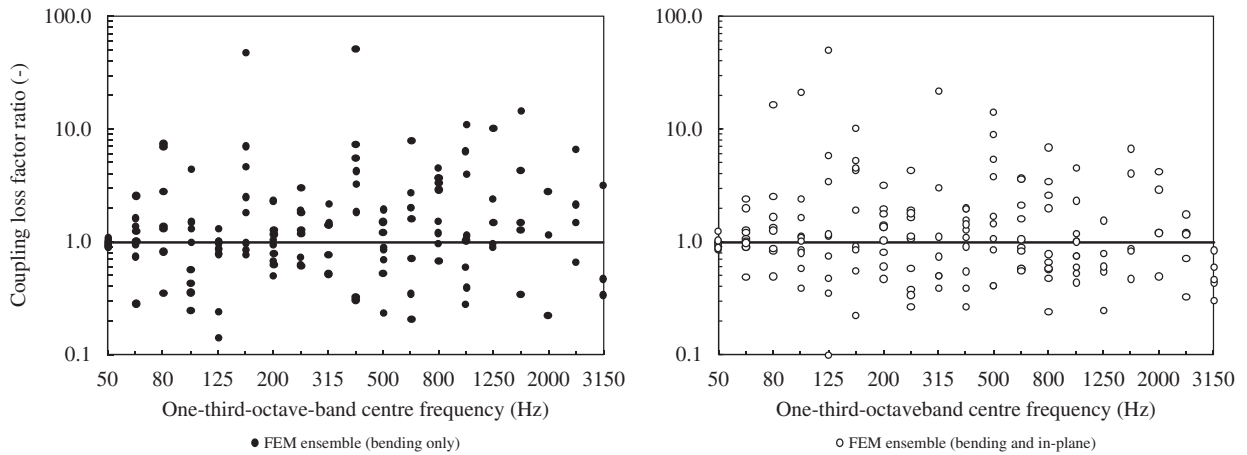 Coupling loss factor ratio (-)
100.0
10.0
1.0
0.1
50 80 125 200 315 500 800 1250 2000 3150
One-third-octave-band centre frequency (Hz)
FEM ensemble (bending only)
100.0
10.0
1.0
0.1
50 80 125 200 315 500 800 1250 2000 3150
One-third-octaveband centre frequency (Hz)
FEM ensemble (bending and in-plane)